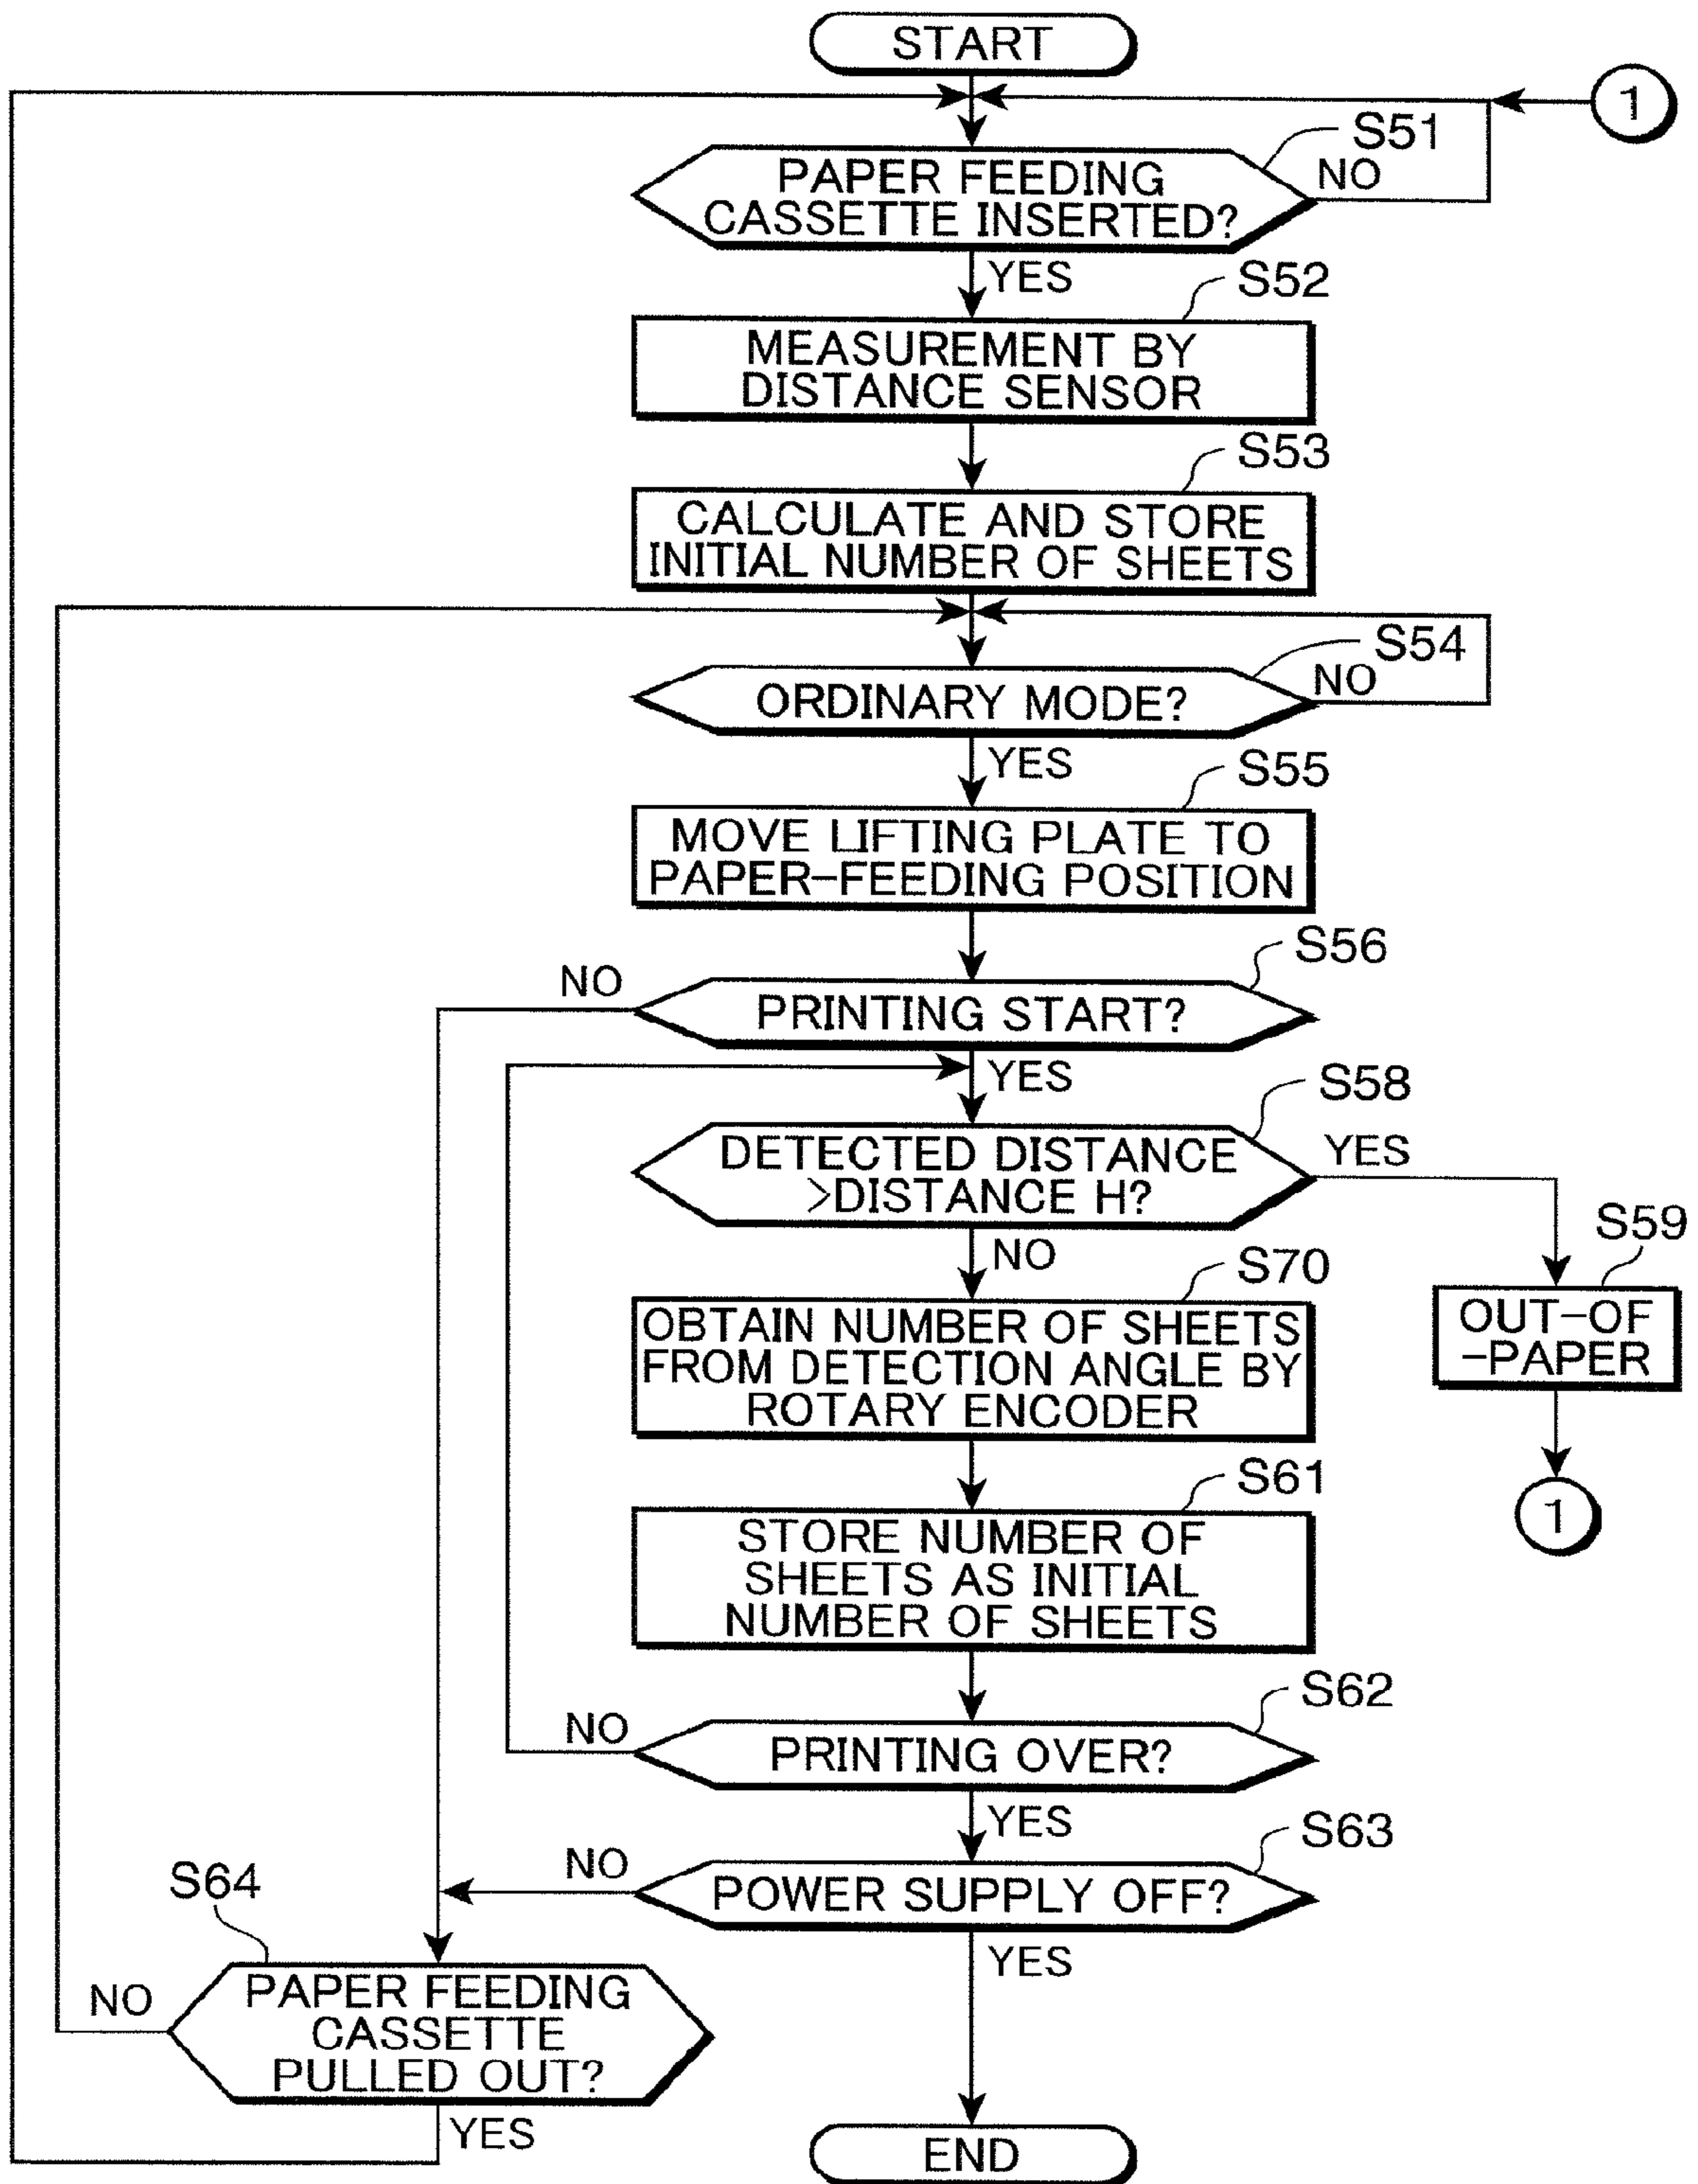 START
1
S51
PAPER FEEDING
CASSETTE INSERTED?
NO
YES
S52
MEASUREMENT BY
DISTANCE SENSOR
S53
CALCULATE AND STORE
INITIAL NUMBER OF SHEETS
S54
ORDINARY MODE?
NO
YES
S55
MOVE LIFTING PLATE TO
PAPER-FEEDING POSITION
S56
NO
PRINTING START?
YES
S58
DETECTED DISTANCE
>DISTANCE H?
YES
NO
S59
OUT-OF
-PAPER
1
S70
OBTAIN NUMBER OF SHEETS
FROM DETECTION ANGLE BY
ROTARY ENCODER
S61
STORE NUMBER OF
SHEETS AS INITIAL
NUMBER OF SHEETS
S62
NO
PRINTING OVER?
YES
S63
NO
POWER SUPPLY OFF?
YES
S64
NO
PAPER FEEDING
CASSETTE
PULLED OUT?
YES
END